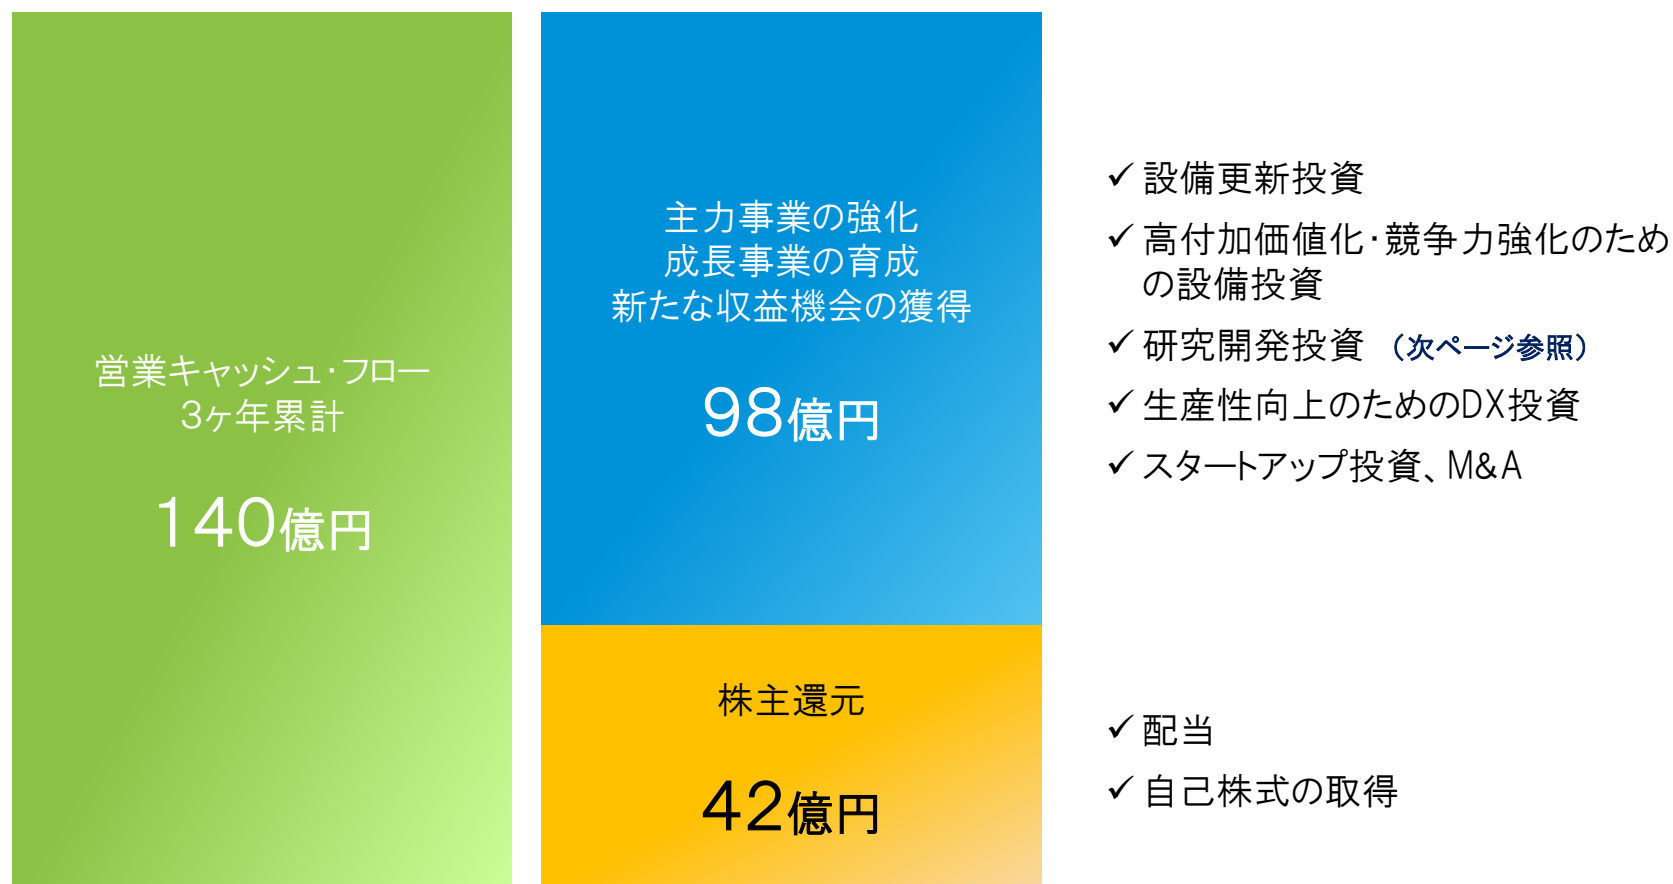 営業キャッシュ・フロー
3ヶ年累計
140億円
主力事業の強化
成長事業の育成
新たな収益機会の獲得
98億円
株主還元
42億円
✓ 設備更新投資
✓ 高付加価値化・競争力強化のため
の設備投資
✓ 研究開発投資 (次ページ参照)
✓ 生産性向上のためのDX投資
✓ スタートアップ投資、M&A
✓ 配当
✓ 自己株式の取得